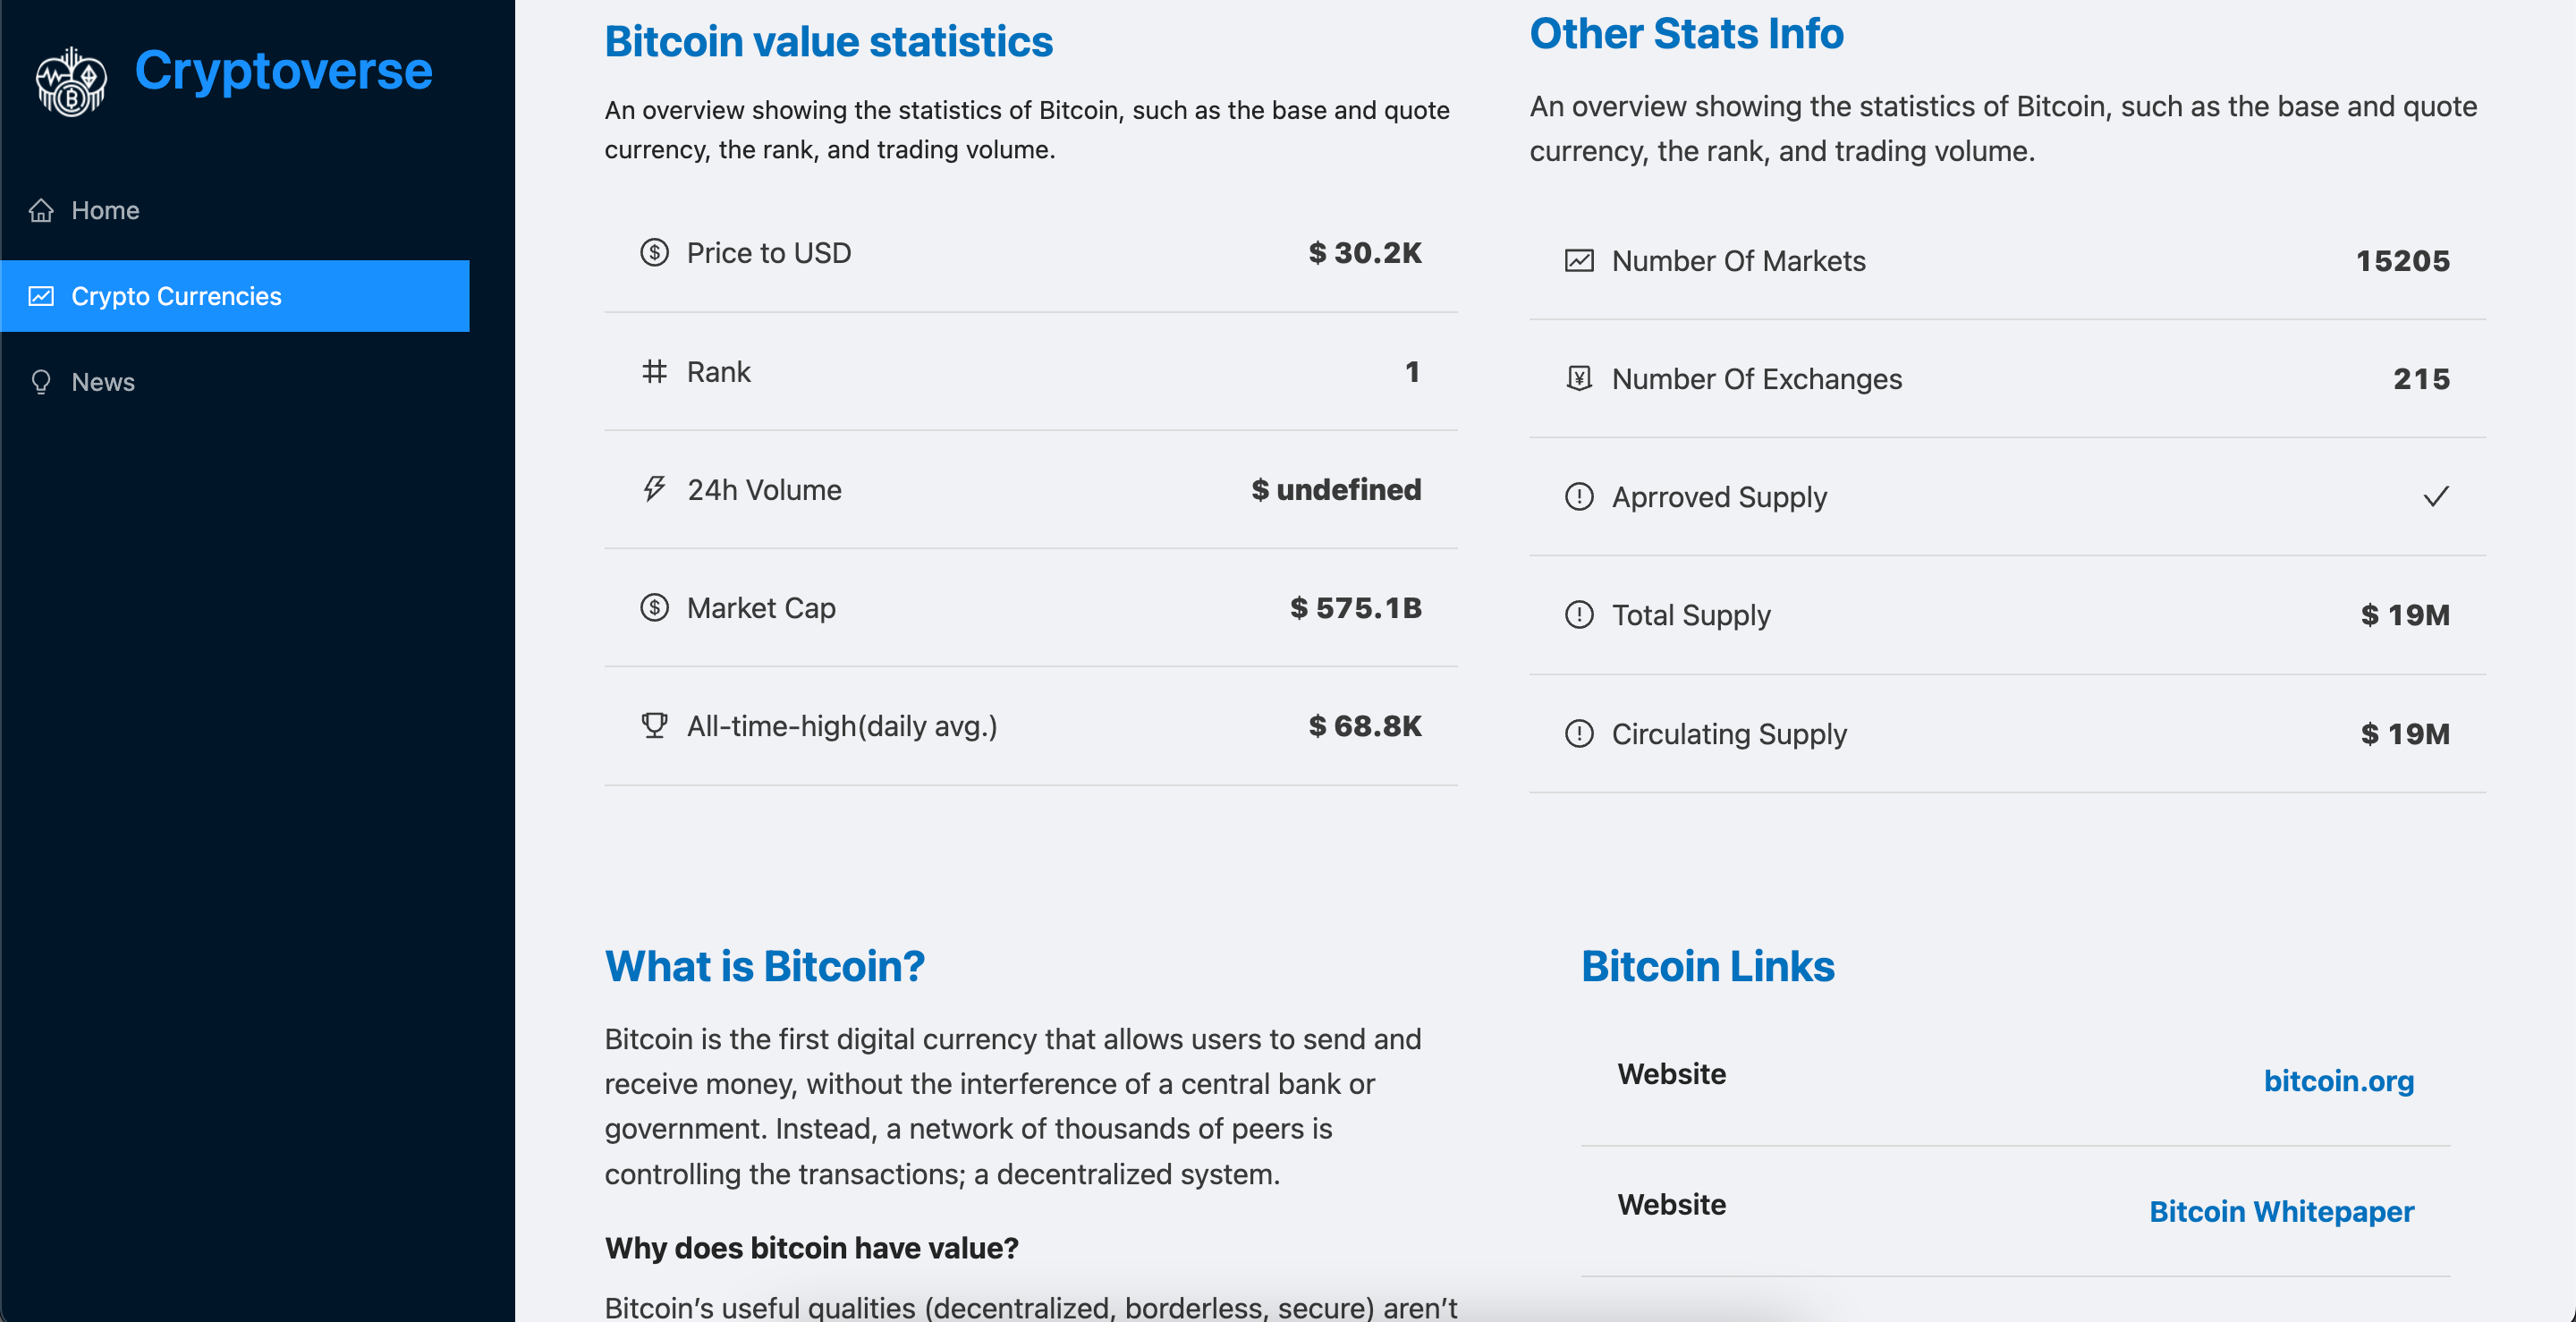 Cryptoverse
Home
Crypto Currencies
News
Bitcoin value statistics
An overview showing the statistics of Bitcoin, such as the base and quote
currency, the rank, and trading volume.
Price to USD $ 30.2K
Rank 1
24h Volume $ undefined
Market Cap $ 575.1B
All-time-high(daily avg.) $ 68.8K
Other Stats Info
An overview showing the statistics of Bitcoin, such as the base and quote
currency, the rank, and trading volume.
Number Of Markets 15205
Number Of Exchanges 215
Aprroved Supply
Total Supply $ 19M
Circulating Supply $ 19M
What is Bitcoin?
Bitcoin is the first digital currency that allows users to send and
receive money, without the interference of a central bank or
government. Instead, a network of thousands of peers is
controlling the transactions; a decentralized system.
Why does bitcoin have value?
Bitcoin’s useful qualities (decentralized, borderless, secure) aren’t
Bitcoin Links
Website bitcoin.org
Website Bitcoin Whitepaper